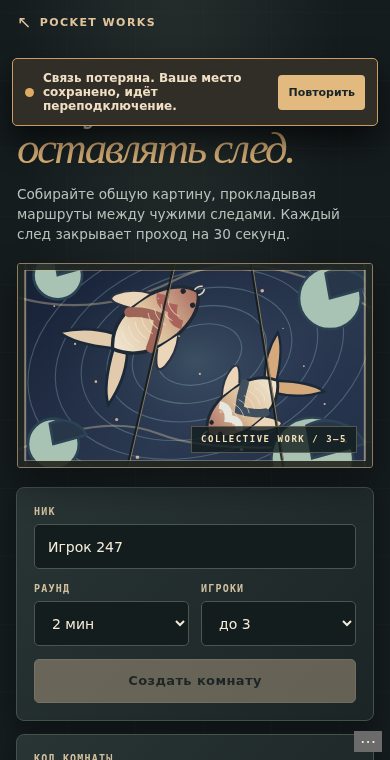 ↖ POCKET WORKS
Связь потеряна. Ваше место
сохранено, идёт
переподключение.
Повторить
оставлять след.
Собирайте общую картину, прокладывая
маршруты между чужими следами. Каждый
след закрывает проход на 30 секунд.
COLLECTIVE WORK / 3–5
НИК
Игрок 247
РАУНД
ИГРОКИ
2 мин
до 3
Создать комнату
КОД КОМНАТЫ